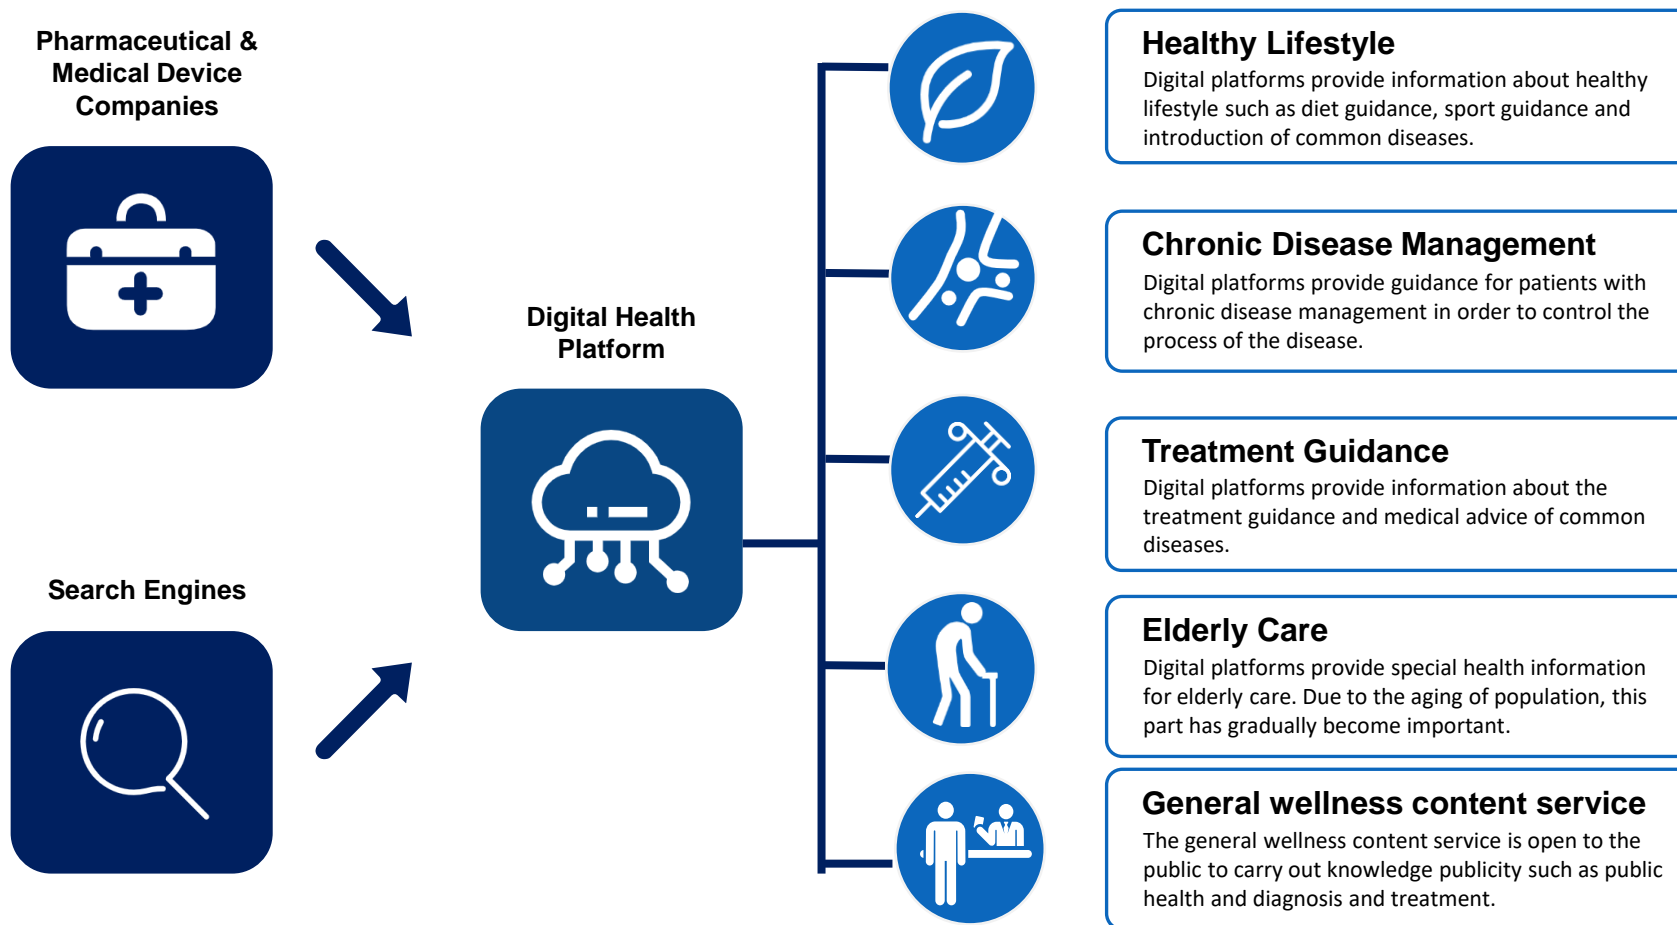 Pharmaceutical &
Medical Device
Companies
Search Engines
Digital Health
Platform
Healthy Lifestyle
Digital platforms provide information about healthy
lifestyle such as diet guidance, sport guidance and
introduction of common diseases.
Chronic Disease Management
Digital platforms provide guidance for patients with
chronic disease management in order to control the
process of the disease.
Treatment Guidance
Digital platforms provide information about the
treatment guidance and medical advice of common
diseases.
Elderly Care
Digital platforms provide special health information
for elderly care. Due to the aging of population, this
part has gradually become important.
General wellness content service
The general wellness content service is open to the
public to carry out knowledge publicity such as public
health and diagnosis and treatment.